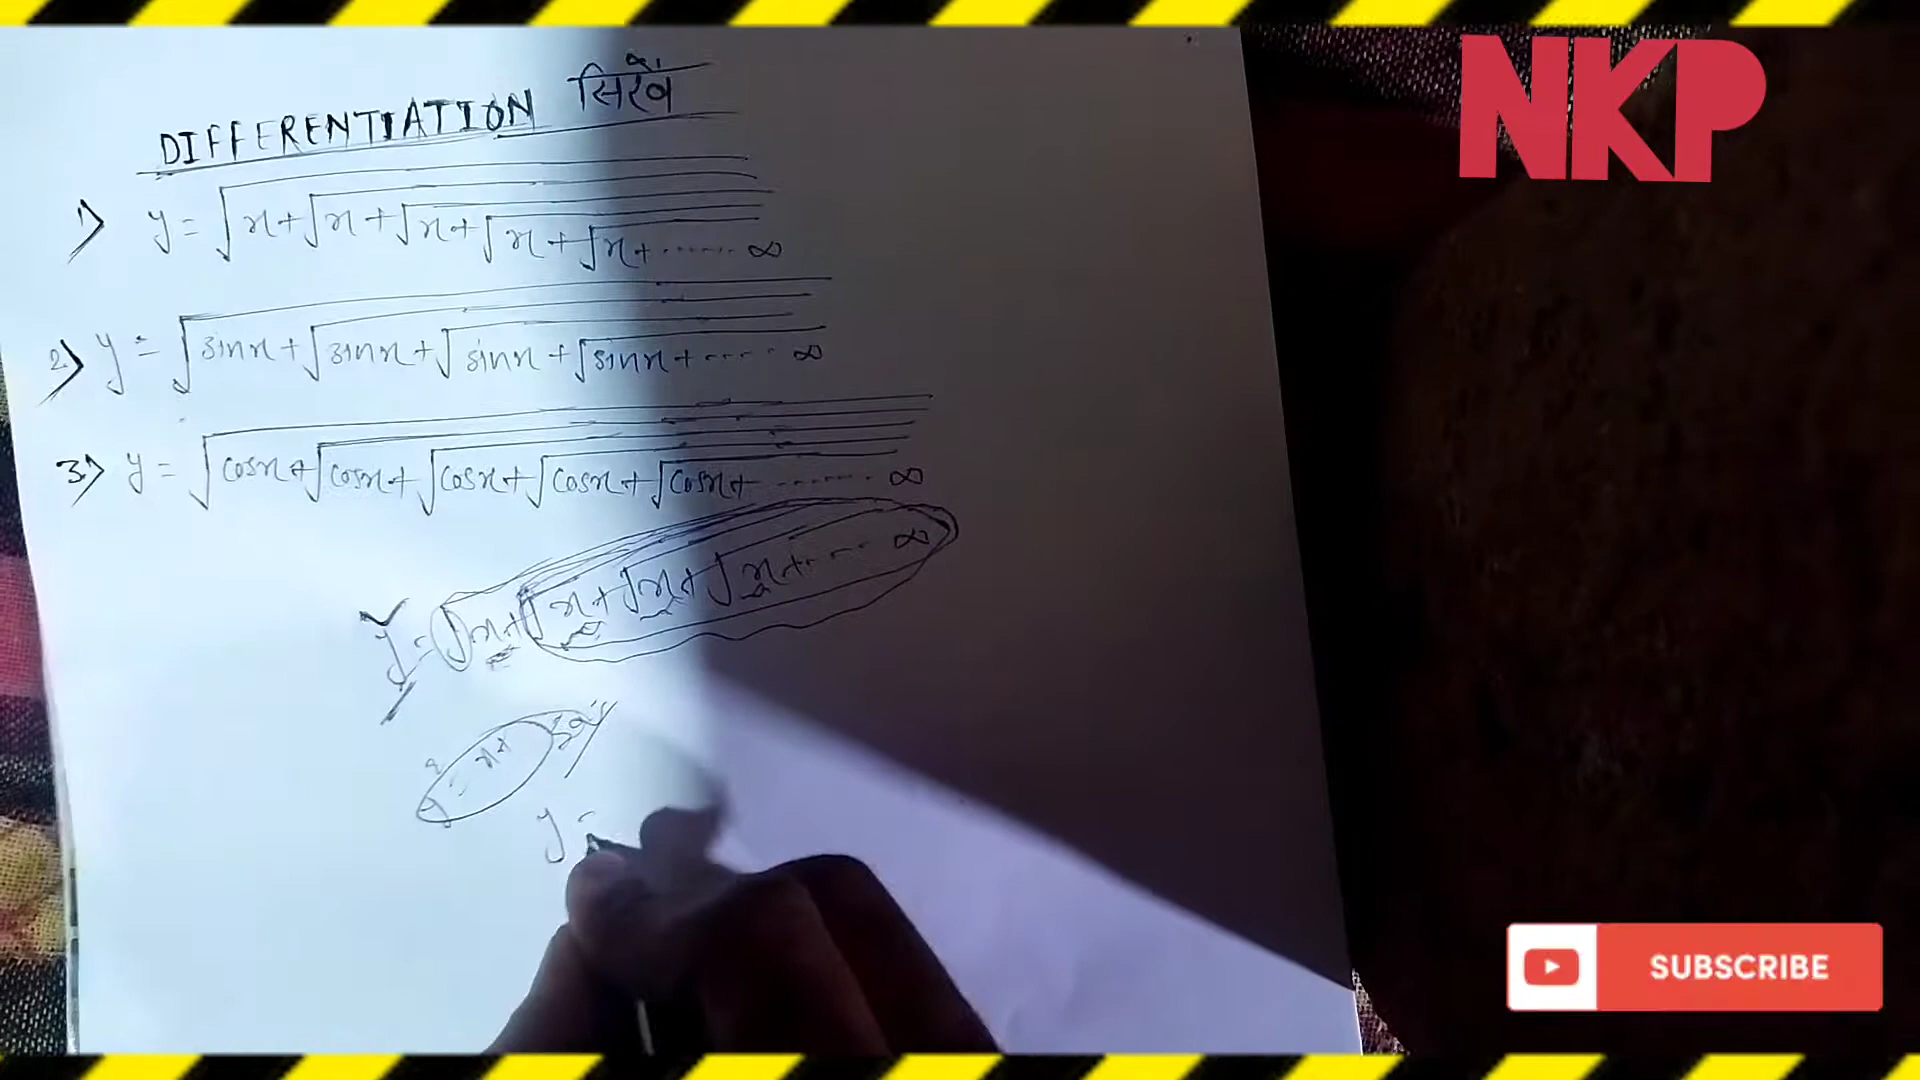 NKP
DIFFERENTIATION सिखें
1) y = √x+√x+√x+√x+√x+....... ∞
2) y = √sinx+√sinx+√sinx+√sinx+..... ∞
3) y = √cosx+√cosx+√cosx+√cosx+√cosx+....... ∞
y = √x+√x+√x+√x+..... ∞
y =
SUBSCRIBE